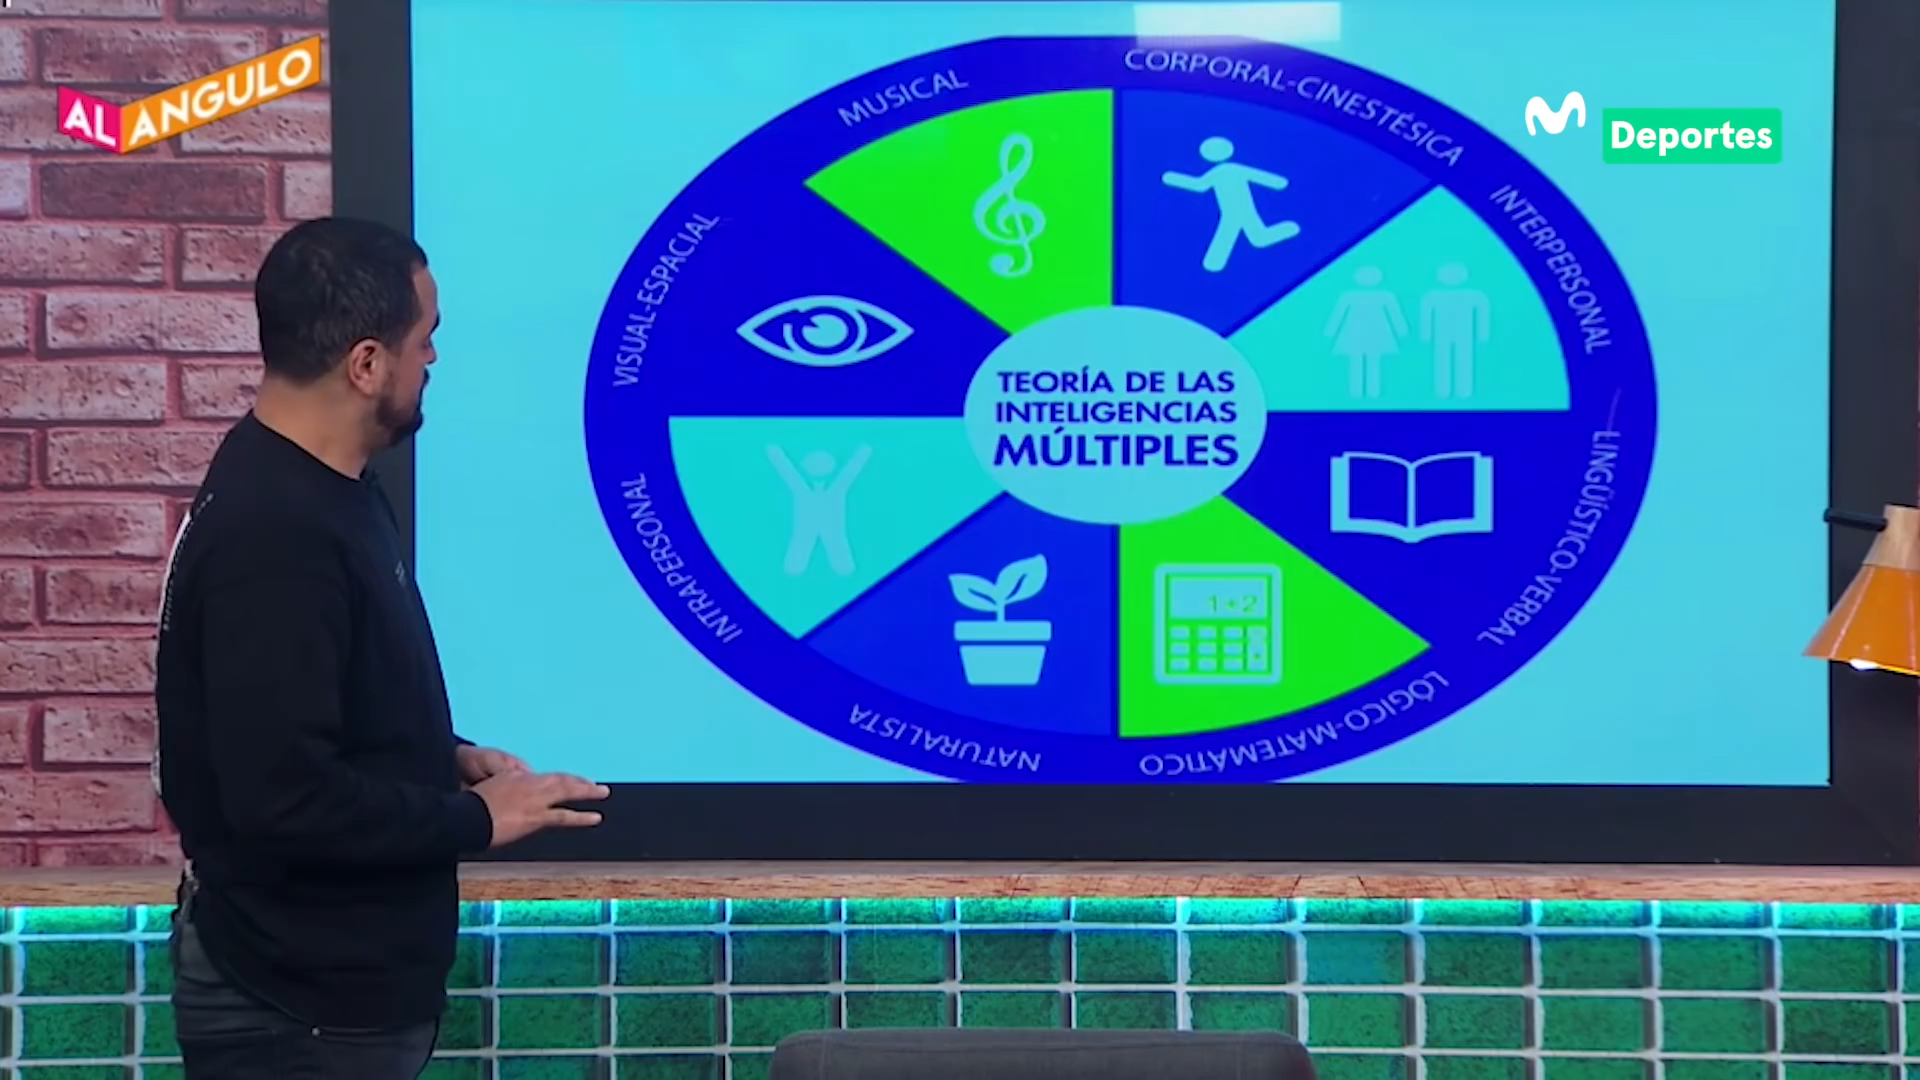 AL ANGULO
Deportes
MUSICAL
CORPORAL-CINESTÉSICA
INTERPERSONAL
LINGÜÍSTICO-VERBAL
LÓGICO-MATEMÁTICO
NATURALISTA
INTRAPERSONAL
VISUAL-ESPACIAL
TEORÍA DE LAS
INTELIGENCIAS
MÚLTIPLES
1+2